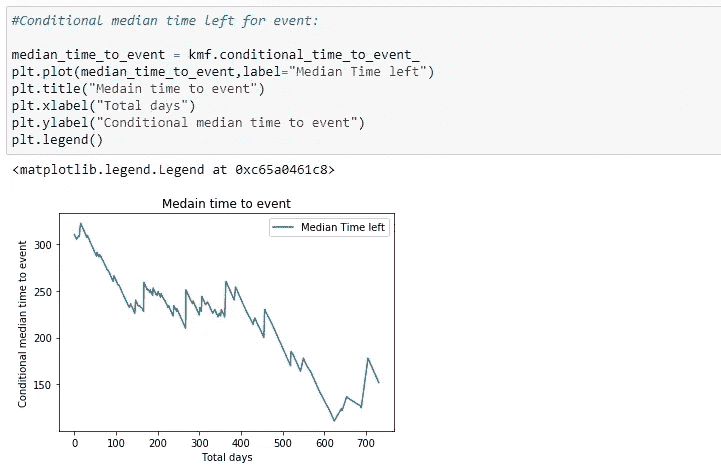 #Conditional median time left for event:
median_time_to_event = kmf.conditional_time_to_event_
plt.plot(median_time_to_event,label="Median Time left")
plt.title("Medain time to event")
plt.xlabel("Total days")
plt.ylabel("Conditional median time to event")
plt.legend()
<matplotlib.legend.Legend at 0xc65a0461c8>
Medain time to event
Median Time left
Conditional median time to event
300
250
200
150
0 100 200 300 400 500 600 700
Total days